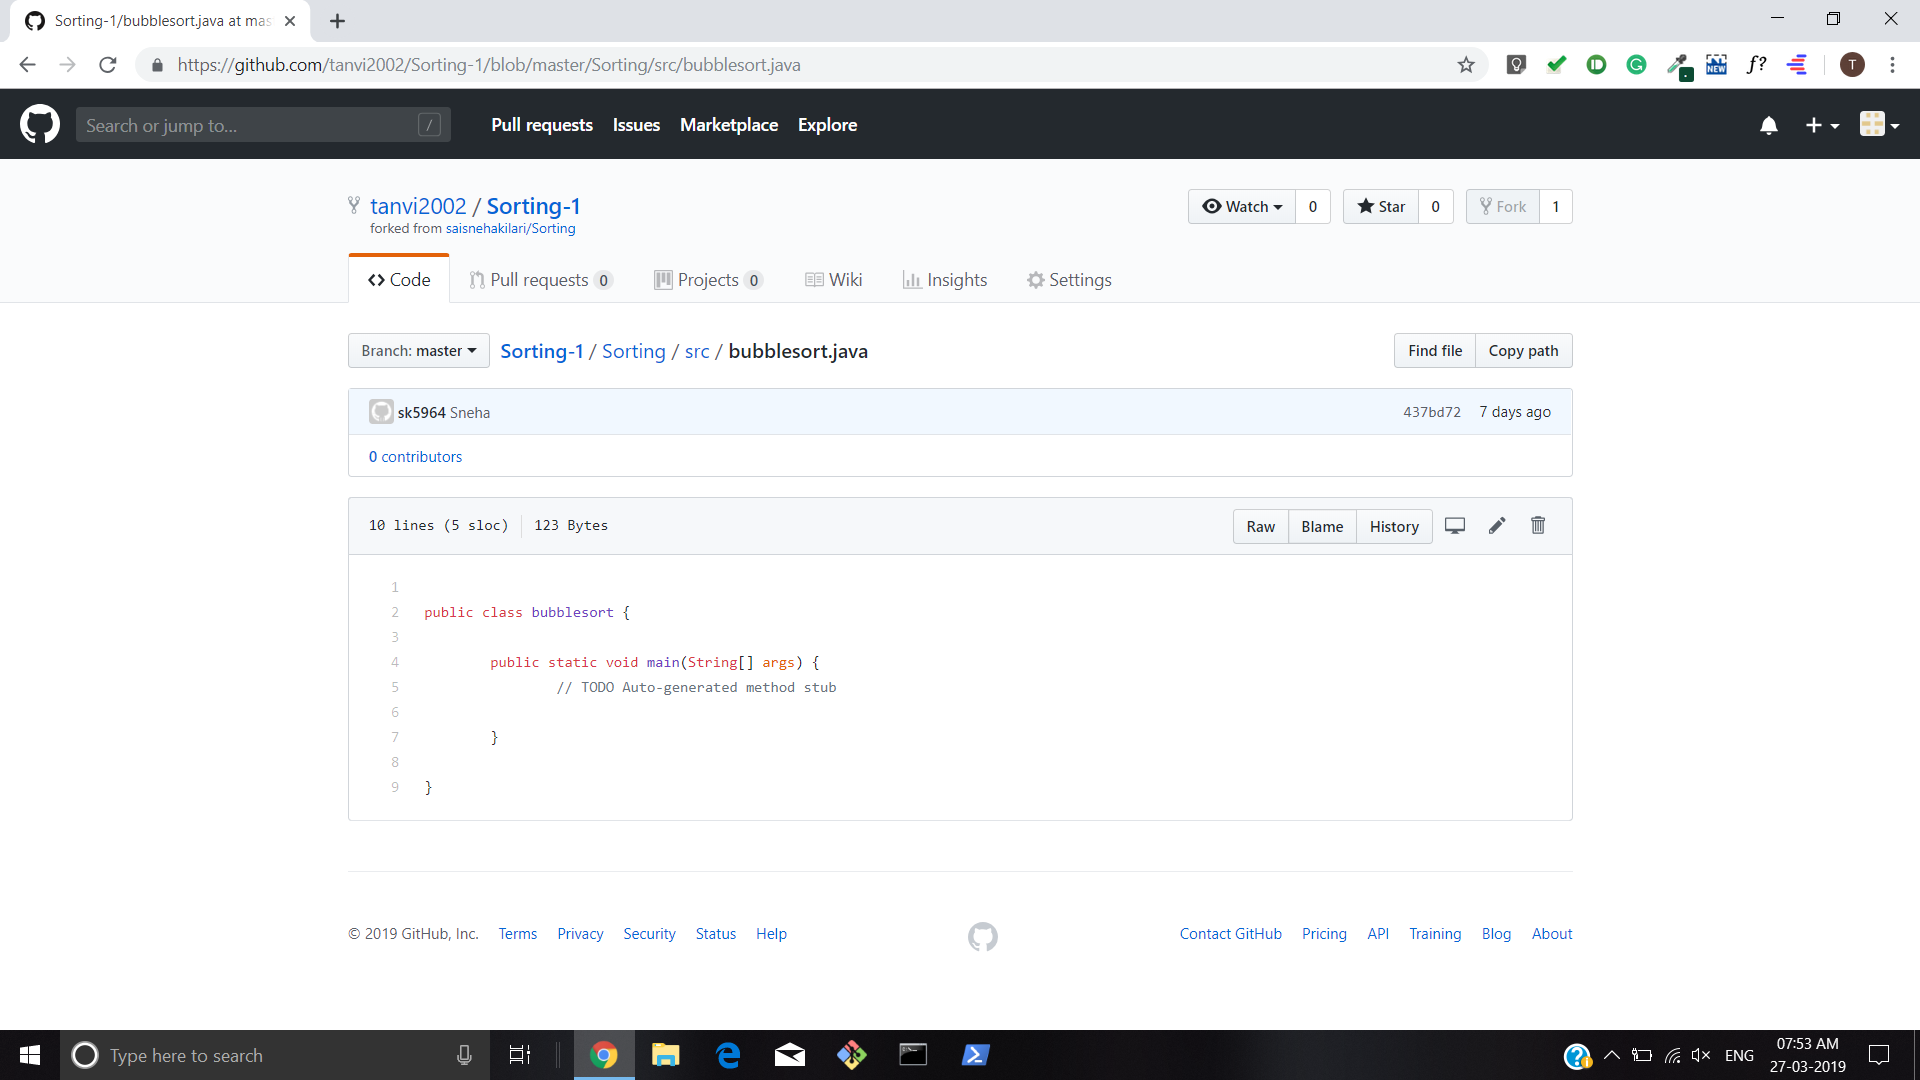 Sorting-1/bubblesort.java at mas
https://github.com/tanvi2002/Sorting-1/blob/master/Sorting/src/bubblesort.java
NEW
f?
T
Search or jump to...
/
Pull requests Issues Marketplace Explore
tanvi2002 / Sorting-1
forked from saisnehakilari/Sorting
Watch 0 Star 0 Fork 1
Code Pull requests 0 Projects 0 Wiki Insights Settings
Branch: master Sorting-1 / Sorting / src / bubblesort.java Find file Copy path
sk5964 Sneha 437bd72 7 days ago
0 contributors
10 lines (5 sloc) 123 Bytes Raw Blame History
1
2 public class bubblesort {
3
4 public static void main(String[] args) {
5 // TODO Auto-generated method stub
6
7 }
8
9 }
© 2019 GitHub, Inc. Terms Privacy Security Status Help Contact GitHub Pricing API Training Blog About
Type here to search
ENG
07:53 AM
27-03-2019